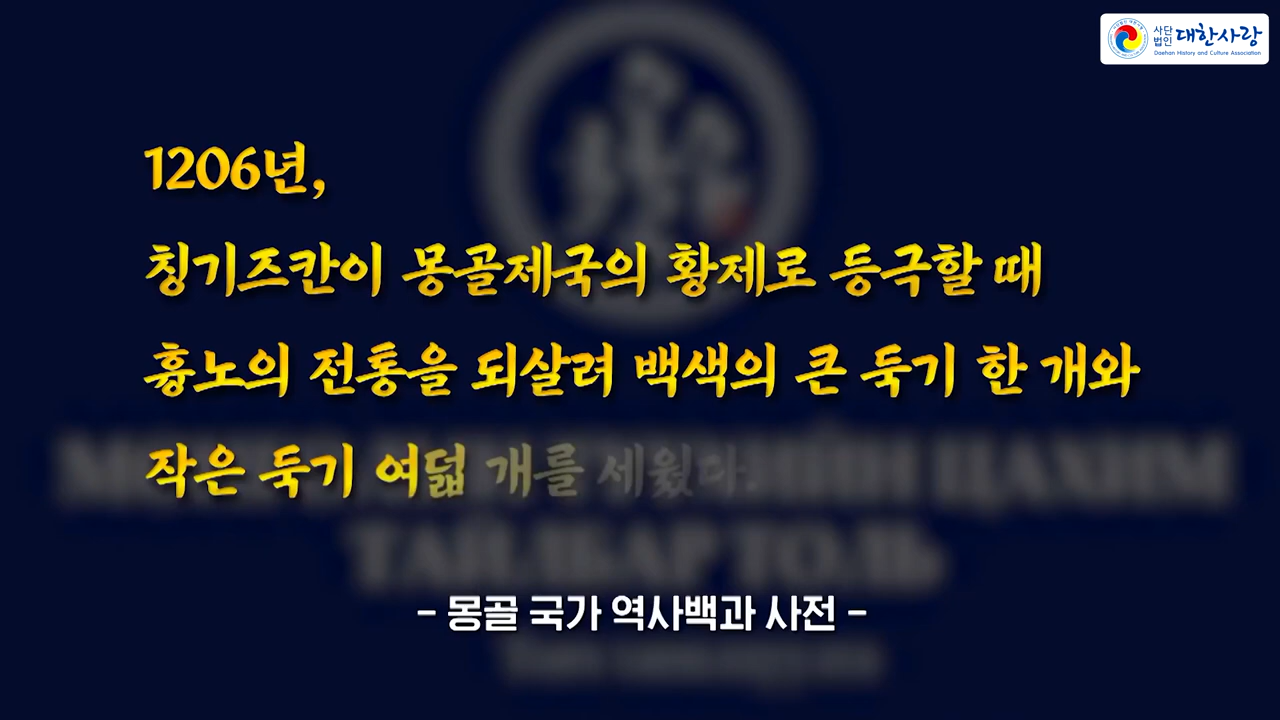 사단
법인 대한사랑
Daehan History and Culture Association
1206년,
칭기즈칸이 몽골제국의 황제로 등극할 때
흉노의 전통을 되살려 백색의 큰 둑기 한 개와
작은 둑기 여덟 개를 세웠다.
ТАЙЛБАР ТОЛЬ
- 몽골 국가 역사백과 사전 -